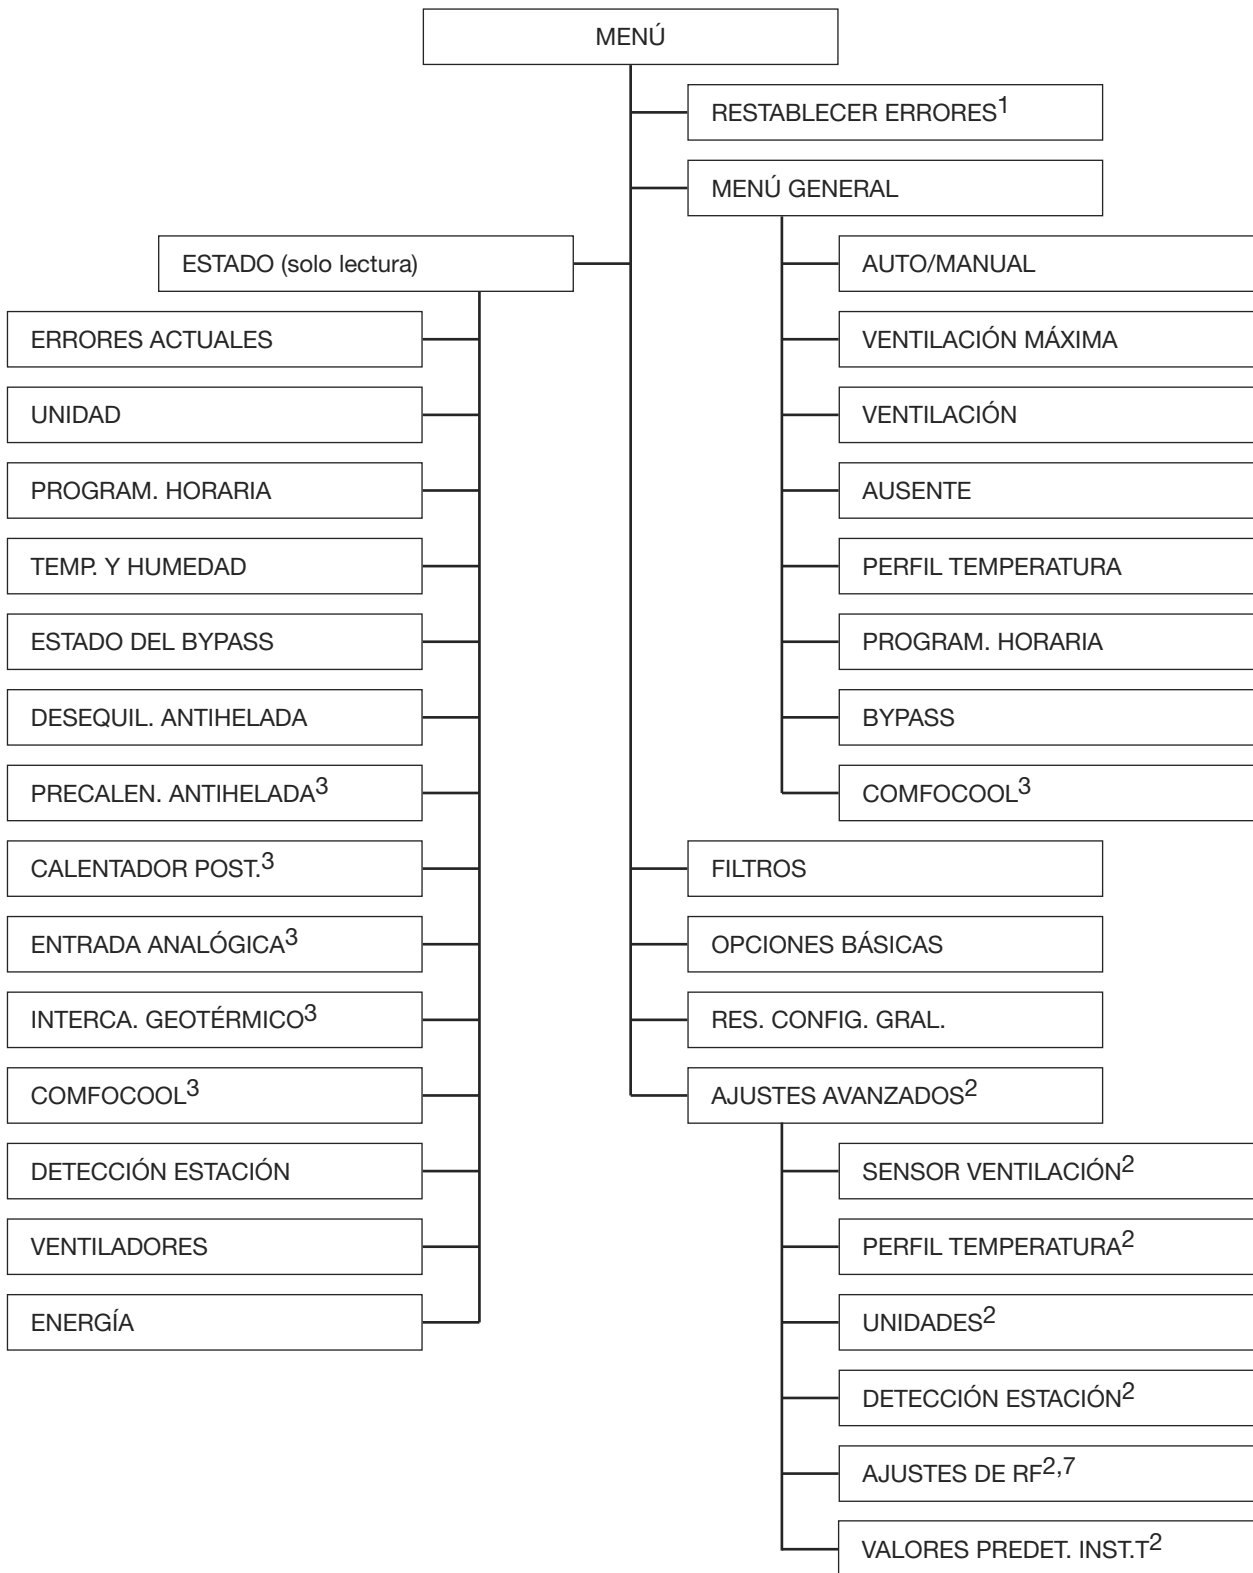 MENÚ
RESTABLECER ERRORES1
MENÚ GENERAL
AUTO/MANUAL
VENTILACIÓN MÁXIMA
VENTILACIÓN
AUSENTE
PERFIL TEMPERATURA
PROGRAM. HORARIA
BYPASS
COMFOCOOL3
ESTADO (solo lectura)
ERRORES ACTUALES
UNIDAD
PROGRAM. HORARIA
TEMP. Y HUMEDAD
ESTADO DEL BYPASS
DESEQUIL. ANTIHELADA
PRECALEN. ANTIHELADA3
CALENTADOR POST.3
ENTRADA ANALÓGICA3
INTERCA. GEOTÉRMICO3
COMFOCOOL3
DETECCIÓN ESTACIÓN
VENTILADORES
ENERGÍA
FILTROS
OPCIONES BÁSICAS
RES. CONFIG. GRAL.
AJUSTES AVANZADOS2
SENSOR VENTILACIÓN2
PERFIL TEMPERATURA2
UNIDADES2
DETECCIÓN ESTACIÓN2
AJUSTES DE RF2,7
VALORES PREDET. INST.T2